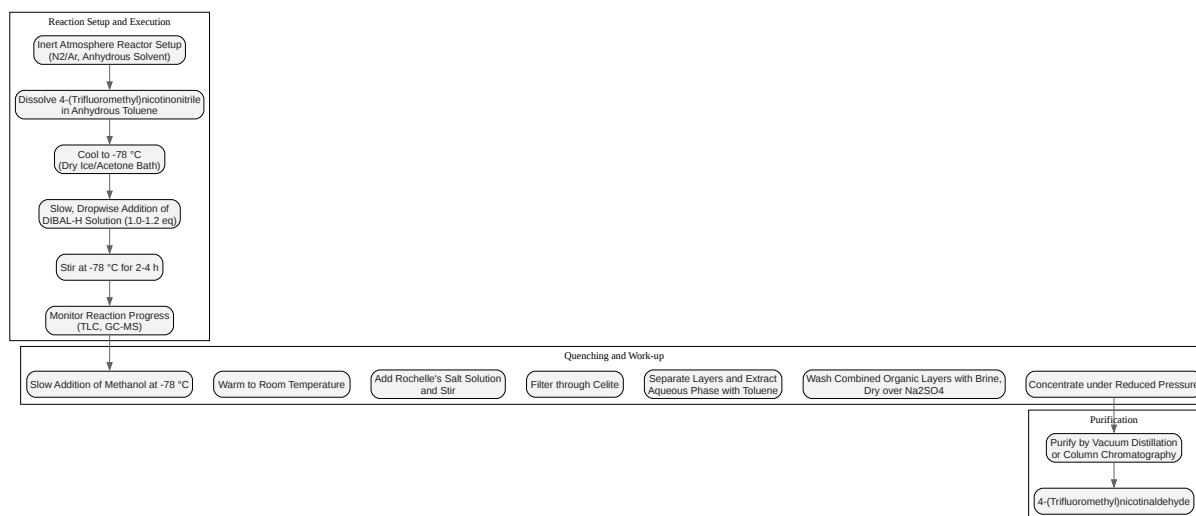 Reaction Setup and Execution
Inert Atmosphere Reactor Setup
(N2/Ar, Anhydrous Solvent)
Dissolve 4-(Trifluoromethyl)nicotinonitrile
in Anhydrous Toluene
Cool to -78 °C
(Dry Ice/Acetone Bath)
Slow, Dropwise Addition of
DIBAL-H Solution (1.0-1.2 eq)
Stir at -78 °C for 2-4 h
Monitor Reaction Progress
(TLC, GC-MS)
Quenching and Work-up
Slow Addition of Methanol at -78 °C
Warm to Room Temperature
Add Rochelle's Salt Solution
and Stir
Filter through Celite
Separate Layers and Extract
Aqueous Phase with Toluene
Wash Combined Organic Layers with Brine,
Dry over Na2SO4
Concentrate under Reduced Pressure
Purification
Purify by Vacuum Distillation
or Column Chromatography
4-(Trifluoromethyl)nicotinaldehyde